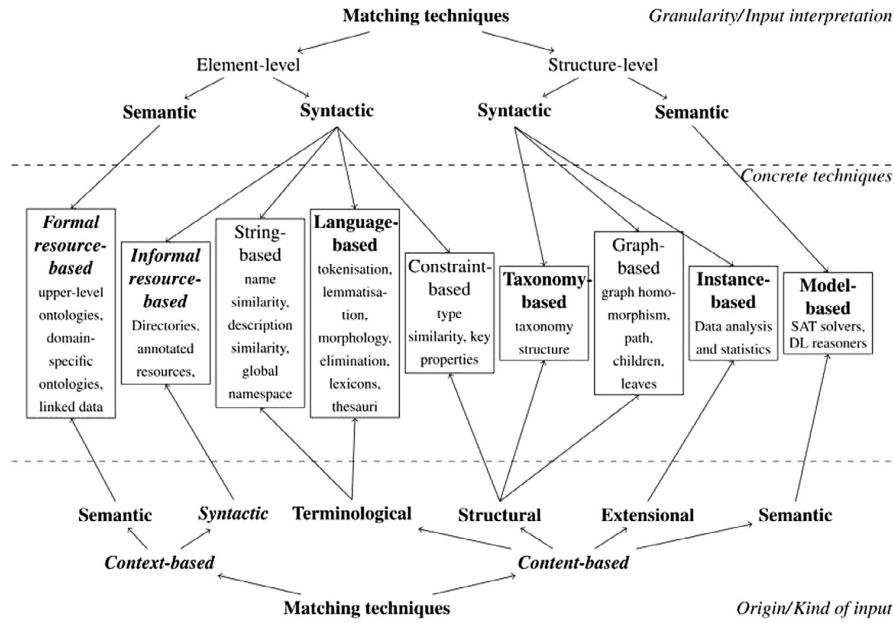 Matching techniques
Granularity/Input interpretation
Element-level
Structure-level
Semantic
Syntactic
Syntactic
Semantic
Concrete techniques
Formal
resource-
based
upper-level
ontologies,
domain-
specific
ontologies,
linked data
Informal
resource-
based
Directories,
annotated
resources,
String-
based
name
similarity,
description
similarity,
global
namespace
Language-
based
tokenisation,
lemmatisa-
tion,
morphology,
elimination,
lexicons,
thesauri
Constraint-
based
type
similarity, key
properties
Taxonomy-
based
taxonomy
structure
Graph-
based
graph homo-
morphism,
path,
children,
leaves
Instance-
based
Data analysis
and statistics
Model-
based
SAT solvers,
DL reasoners
Semantic
Syntactic
Terminological
Structural
Extensional
Semantic
Context-based
Content-based
Matching techniques
Origin/Kind of input